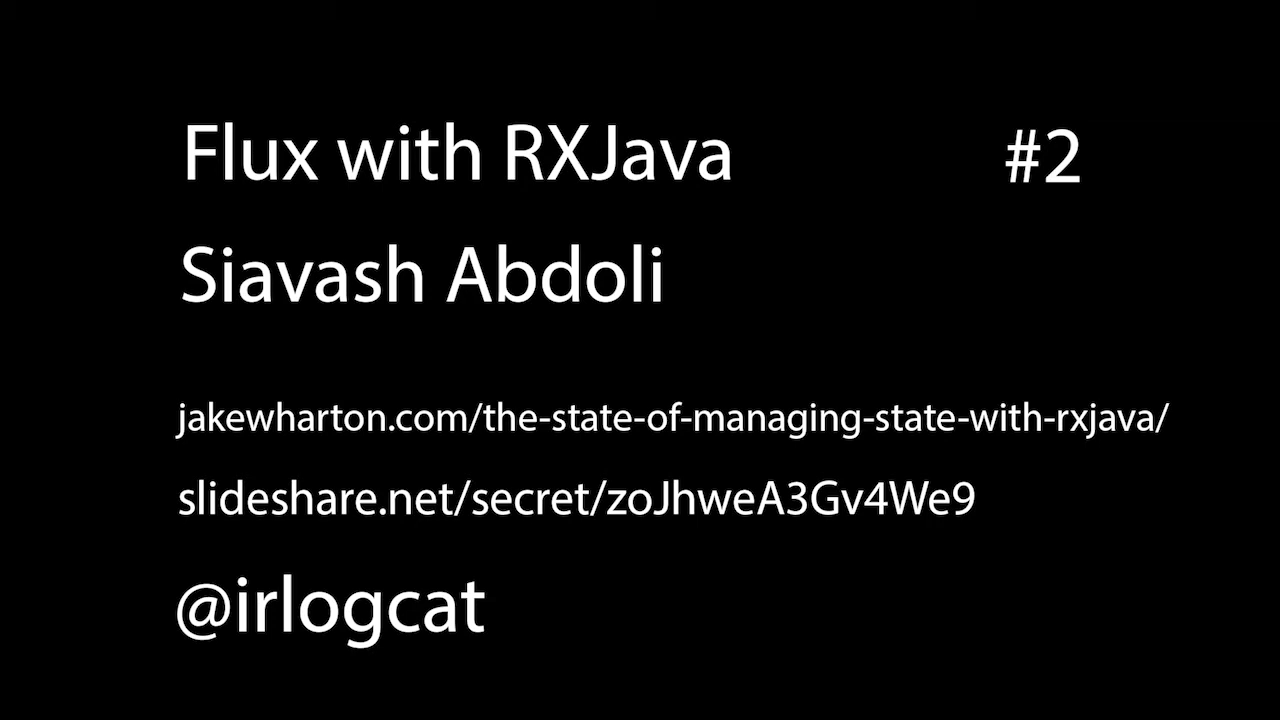 Flux with RXJava #2
Siavash Abdoli
jakewharton.com/the-state-of-managing-state-with-rxjava/
slideshare.net/secret/zoJhweA3Gv4We9
@irlogcat